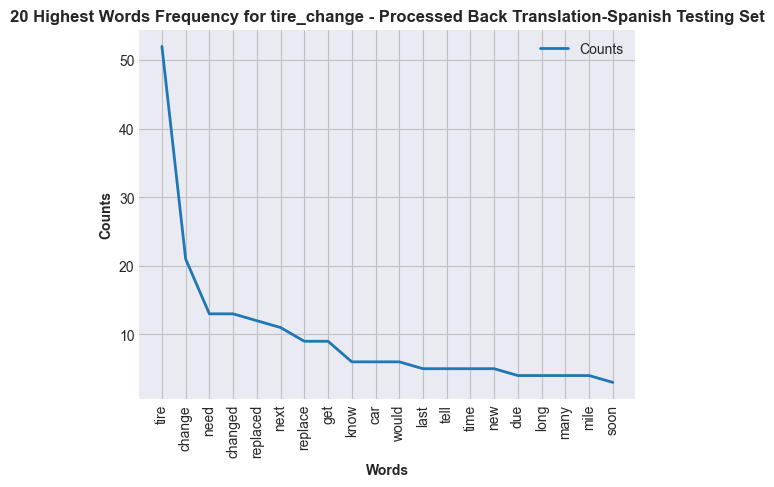 20 Highest Words Frequency for tire_change - Processed Back Translation-Spanish Testing Set
Counts
Counts
50
40
30
20
10
tire
change
need
changed
replaced
next
replace
get
know
car
would
last
tell
time
new
due
long
many
mile
soon
Words